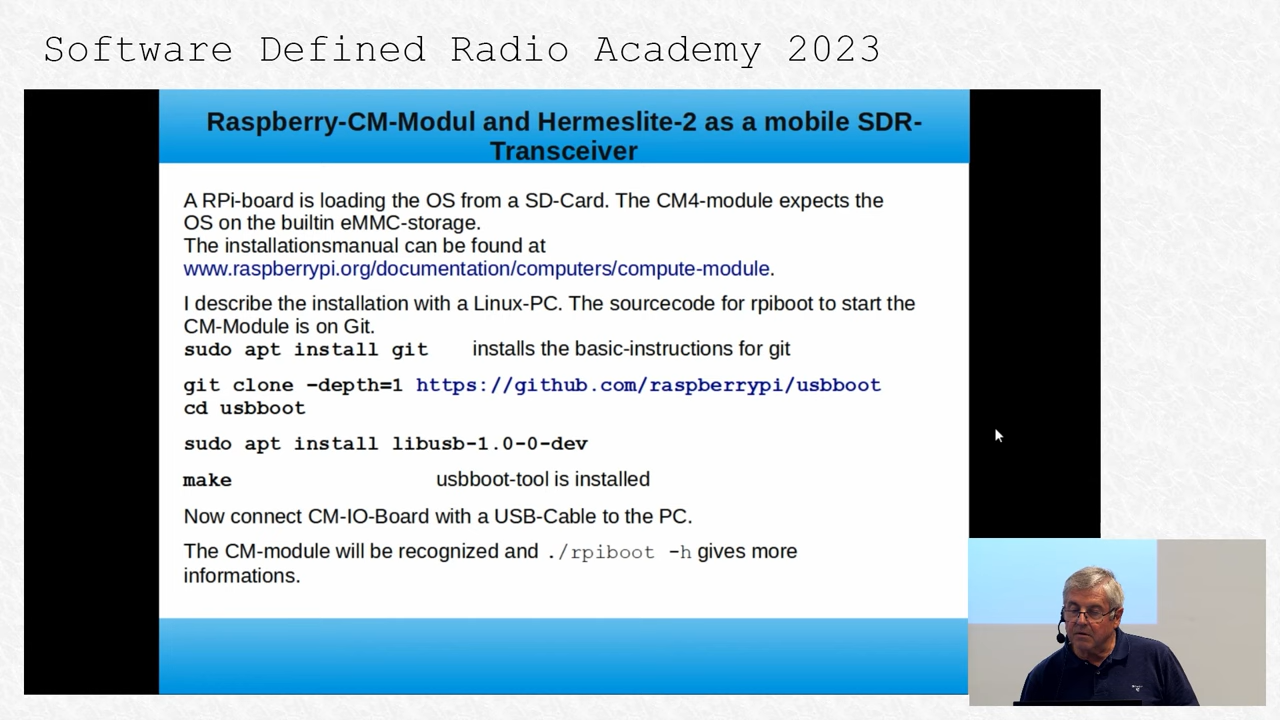 Software Defined Radio Academy 2023
Raspberry-CM-Modul and Hermeslite-2 as a mobile SDR-
Transceiver
A RPi-board is loading the OS from a SD-Card. The CM4-module expects the
OS on the builtin eMMC-storage.
The installationsmanual can be found at
www.raspberrypi.org/documentation/computers/compute-module.
I describe the installation with a Linux-PC. The sourcecode for rpiboot to start the
CM-Module is on Git.
sudo apt install git installs the basic-instructions for git
git clone –depth=1 https://github.com/raspberrypi/usbboot
cd usbboot
sudo apt install libusb-1.0-0-dev
make usbboot-tool is installed
Now connect CM-IO-Board with a USB-Cable to the PC.
The CM-module will be recognized and ./rpiboot –h gives more
informations.